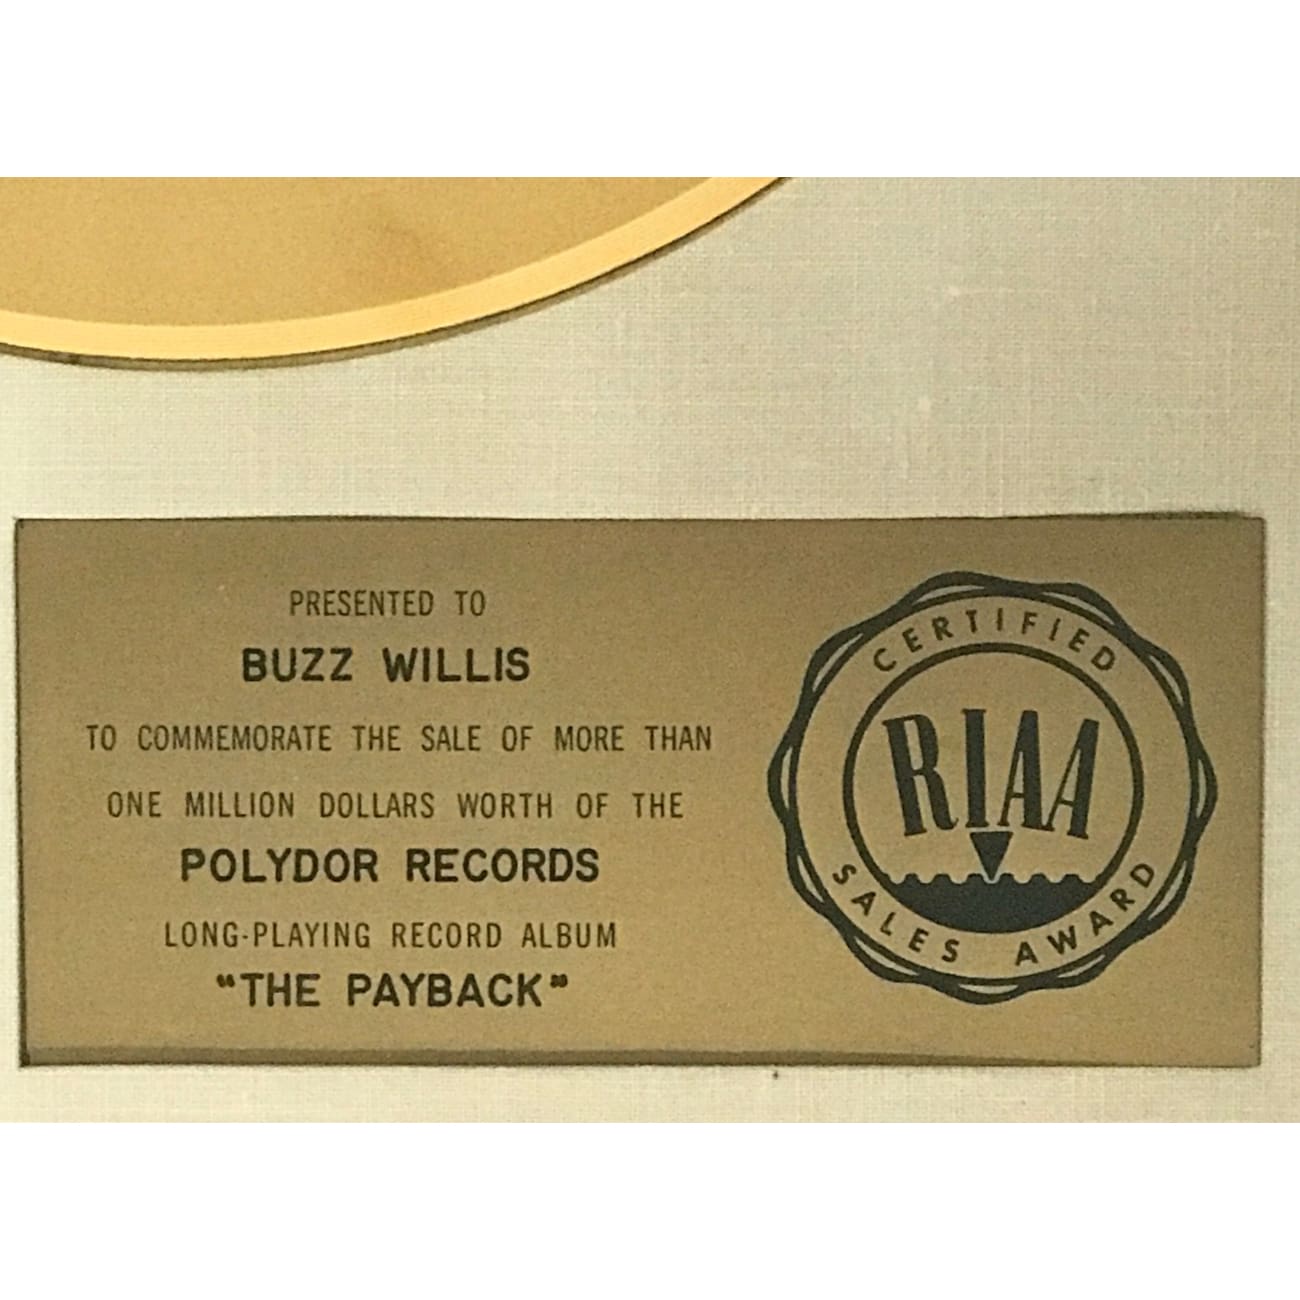 PRESENTED TO
BUZZ WILLIS
TO COMMEMORATE THE SALE OF MORE THAN
ONE MILLION DOLLARS WORTH OF THE
POLYDOR RECORDS
LONG-PLAYING RECORD ALBUM
"THE PAYBACK"
CERTIFIED
RIAA
SALES AWARD